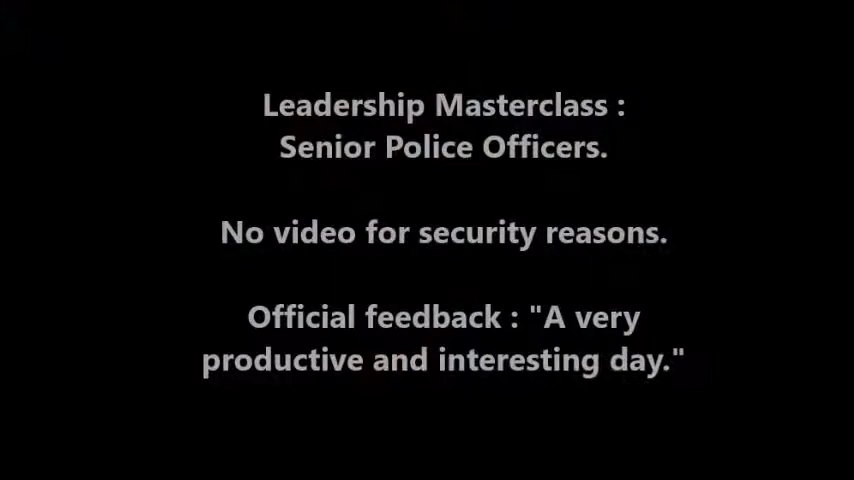 Leadership Masterclass :
Senior Police Officers.
No video for security reasons.
Official feedback : "A very
productive and interesting day."